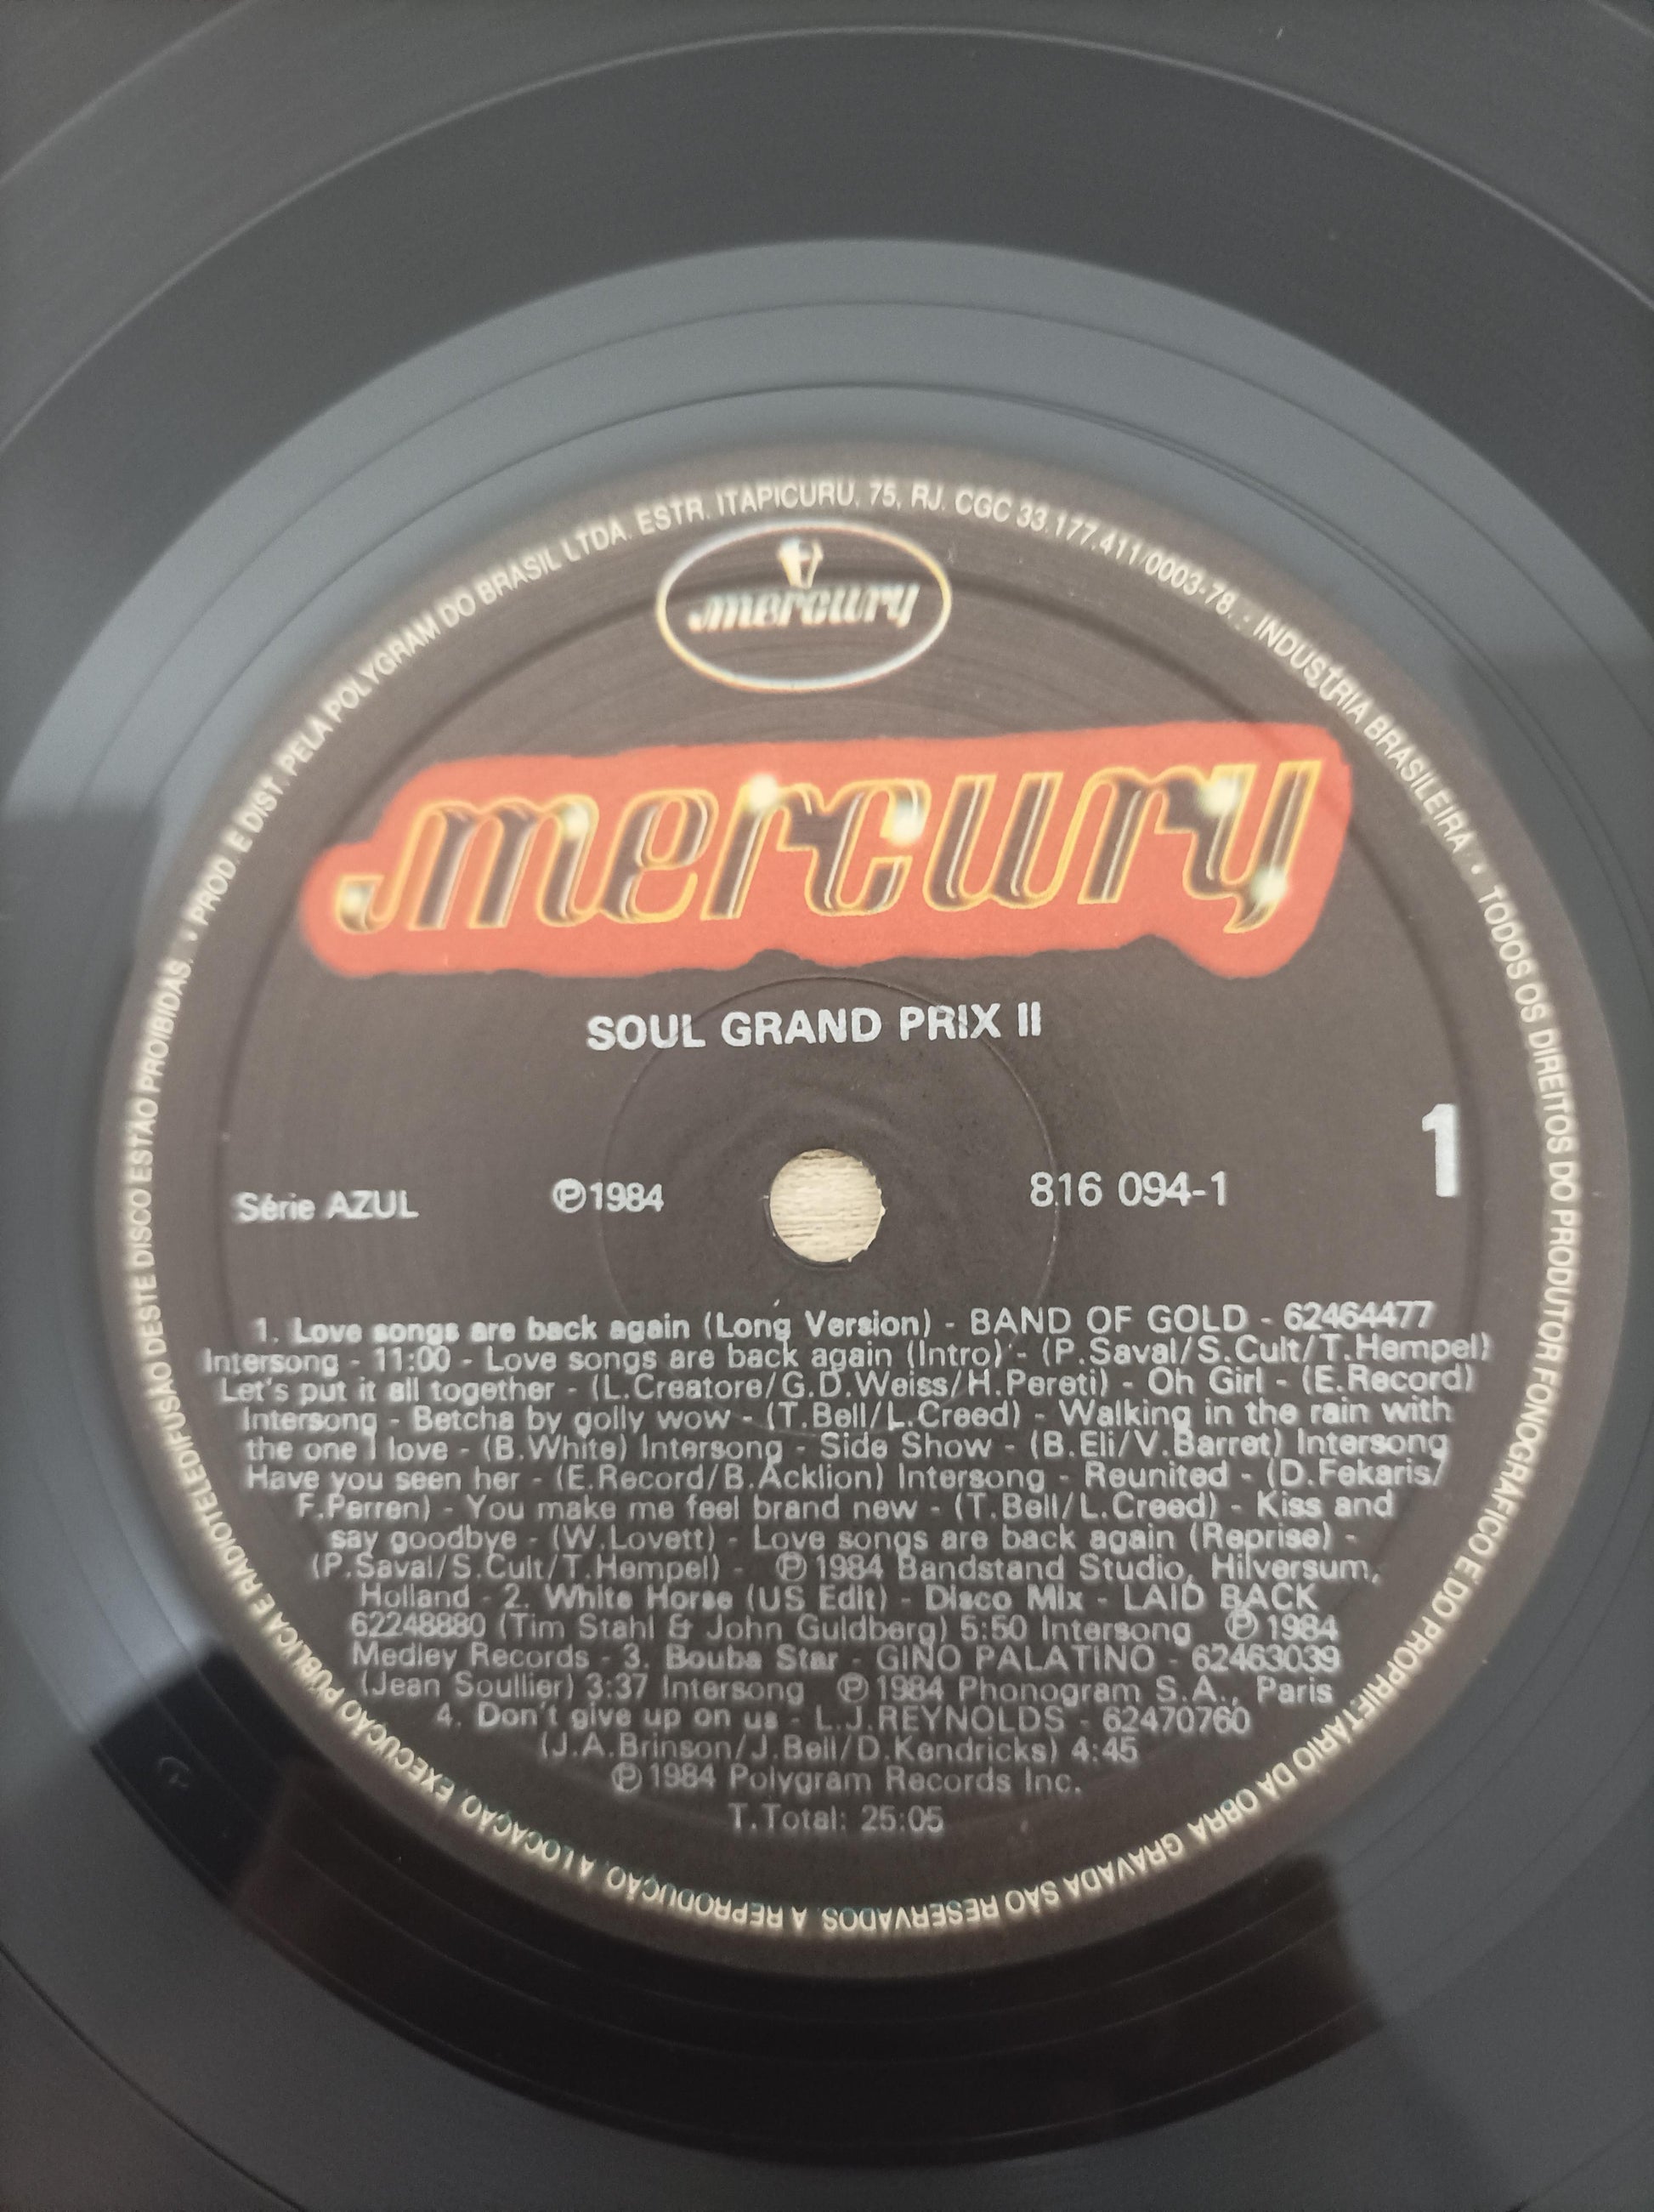 • PROD. E DIST. PELA POLYGRAM DO BRASIL LTDA. ESTR. ITAPICURU, 75, RJ. CGC 33.177.411/0003-78. - INDUSTRIA BRASILEIRA • TODOS OS DIREITOS DO PRODUTOR FONOGRAFICO E DO PROPRIETÁRIO DA OBRA GRAVADA SÃO RESERVADOS. A REPRODUÇÃO, A LOCAÇÃO, EXECUÇÃO PÚBLICA E RADIOTELEDIFUSÃO DESTE DISCO ESTÃO PROIBIDAS.
mercury
mercury
SOUL GRAND PRIX II
1
Série AZUL ℗1984 816 094-1
1. Love songs are back again (Long Version) - BAND OF GOLD - 62464477
Intersong - 11:00 - Love songs are back again (Intro) - (P.Saval/S.Cult/T.Hempel)
Let's put it all together - (L.Creatore/G.D.Weiss/H.Pereti) - Oh Girl - (E.Record)
Intersong - Betcha by golly wow - (T.Bell/L.Creed) - Walking in the rain with
the one I love - (B.White) Intersong - Side Show - (B.Eli/V.Barret) Intersong
Have you seen her - (E.Record/B.Acklion) Intersong - Reunited - (D.Fekaris/
F.Perren) - You make me feel brand new - (T.Bell/L.Creed) - Kiss and
say goodbye - (W.Lovett) - Love songs are back again (Reprise) -
(P.Saval/S.Cult/T.Hempel) - ℗ 1984 Bandstand Studio, Hilversum,
Holland - 2. White Horse (US Edit) - Disco Mix - LAID BACK
62248880 (Tim Stahl & John Guldberg) 5:50 Intersong ℗ 1984
Medley Records - 3. Bouba Star - GINO PALATINO - 62463039
(Jean Soullier) 3:37 Intersong ℗ 1984 Phonogram S.A., Paris
4. Don't give up on us - L.J.REYNOLDS - 62470760
(J.A.Brinson/J.Bell/D.Kendricks) 4:45
℗ 1984 Polygram Records Inc.
T.Total: 25:05